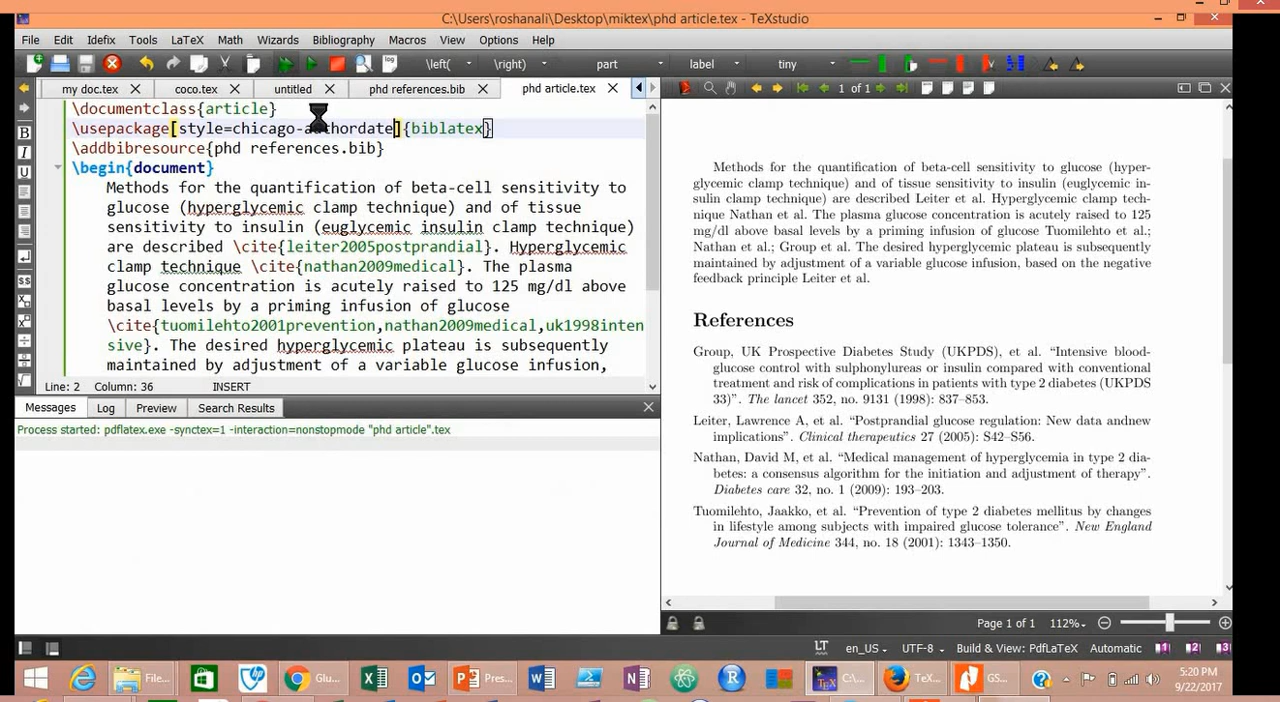 C:\Users\roshanali\Desktop\miktex\phd article.tex - TeXstudio
File Edit Idefix Tools LaTeX Math Wizards Bibliography Macros View Options Help
\left( \right) part label tiny
my doc.tex coco.tex untitled phd references.bib phd article.tex 1 of 1
\documentclass{article}
\usepackage[style=chicago-authordate]{biblatex}
\addbibresource{phd references.bib}
\begin{document}
Methods for the quantification of beta-cell sensitivity to
glucose (hyperglycemic clamp technique) and of tissue
sensitivity to insulin (euglycemic insulin clamp technique)
are described \cite{leiter2005postprandial}. Hyperglycemic
clamp technique \cite{nathan2009medical}. The plasma
glucose concentration is acutely raised to 125 mg/dl above
basal levels by a priming infusion of glucose
\cite{tuomilehto2001prevention,nathan2009medical,uk1998inten
sive}. The desired hyperglycemic plateau is subsequently
maintained by adjustment of a variable glucose infusion,
Line: 2 Column: 36 INSERT
Messages Log Preview Search Results
Process started: pdflatex.exe -synctex=1 -interaction=nonstopmode "phd article".tex
Methods for the quantification of beta-cell sensitivity to glucose (hyper-
glycemic clamp technique) and of tissue sensitivity to insulin (euglycemic in-
sulin clamp technique) are described Leiter et al. Hyperglycemic clamp tech-
nique Nathan et al. The plasma glucose concentration is acutely raised to 125
mg/dl above basal levels by a priming infusion of glucose Tuomilehto et al.;
Nathan et al.; Group et al. The desired hyperglycemic plateau is subsequently
maintained by adjustment of a variable glucose infusion, based on the negative
feedback principle Leiter et al.
References
Group, UK Prospective Diabetes Study (UKPDS), et al. “Intensive blood-
glucose control with sulphonylureas or insulin compared with conventional
treatment and risk of complications in patients with type 2 diabetes (UKPDS
33)”. The lancet 352, no. 9131 (1998): 837–853.
Leiter, Lawrence A, et al. “Postprandial glucose regulation: New data andnew
implications”. Clinical therapeutics 27 (2005): S42–S56.
Nathan, David M, et al. “Medical management of hyperglycemia in type 2 dia-
betes: a consensus algorithm for the initiation and adjustment of therapy”.
Diabetes care 32, no. 1 (2009): 193–203.
Tuomilehto, Jaakko, et al. “Prevention of type 2 diabetes mellitus by changes
in lifestyle among subjects with impaired glucose tolerance”. New England
Journal of Medicine 344, no. 18 (2001): 1343–1350.
Page 1 of 1 112%
LT en_US UTF-8 Build & View: PdfLaTeX Automatic 1 2 3
File... Glu... Pres... C:\... TeX... GS...
5:20 PM
9/22/2017